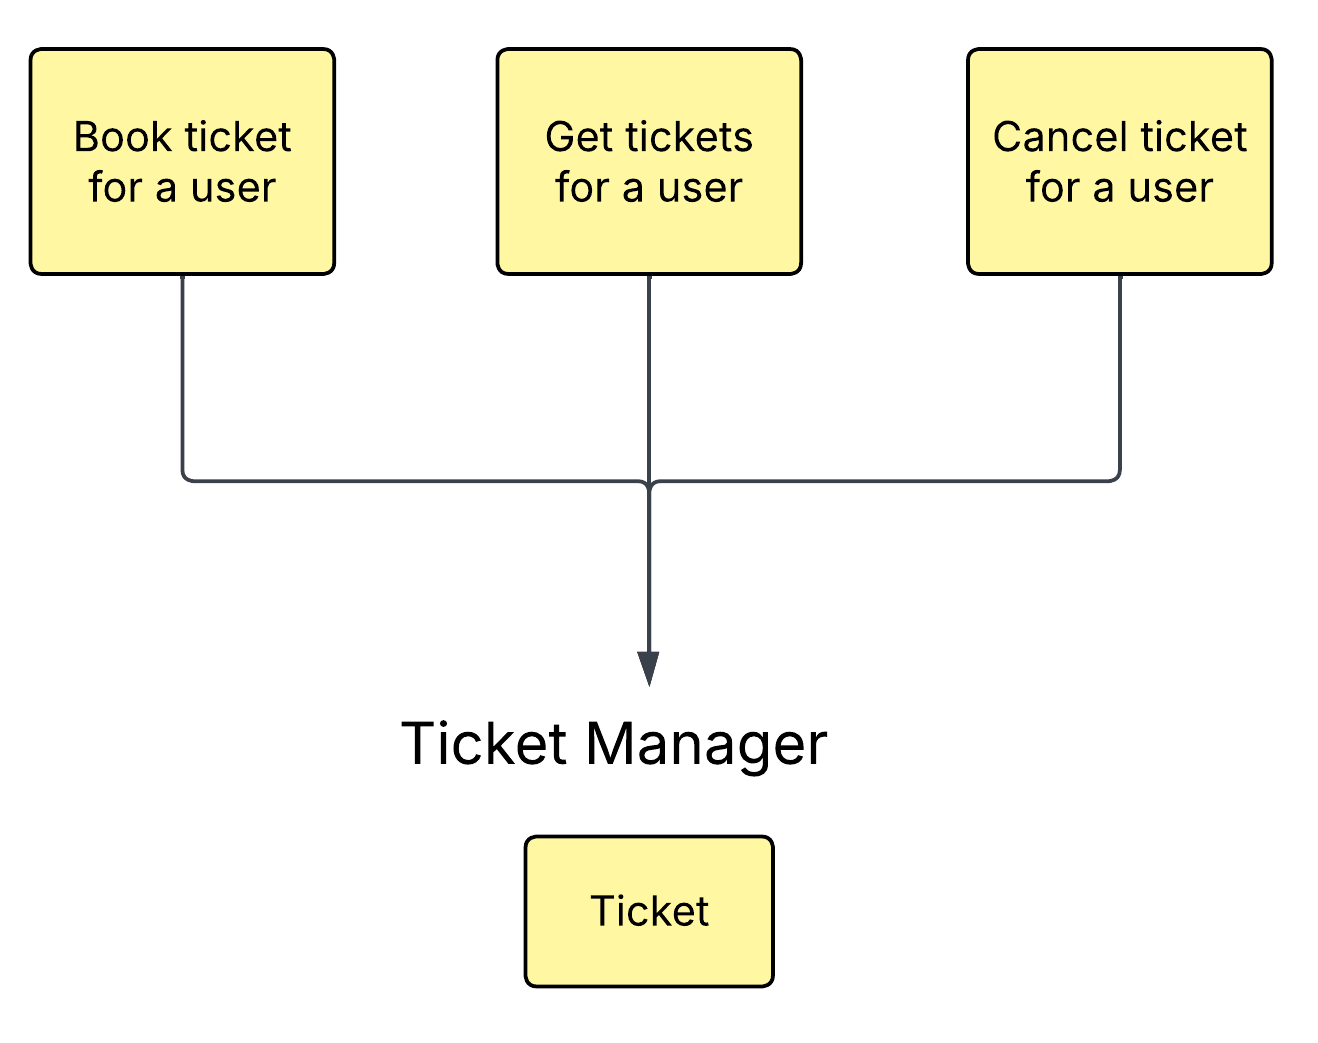 Book ticket
for a user
Get tickets
for a user
Cancel ticket
for a user
Ticket Manager
Ticket